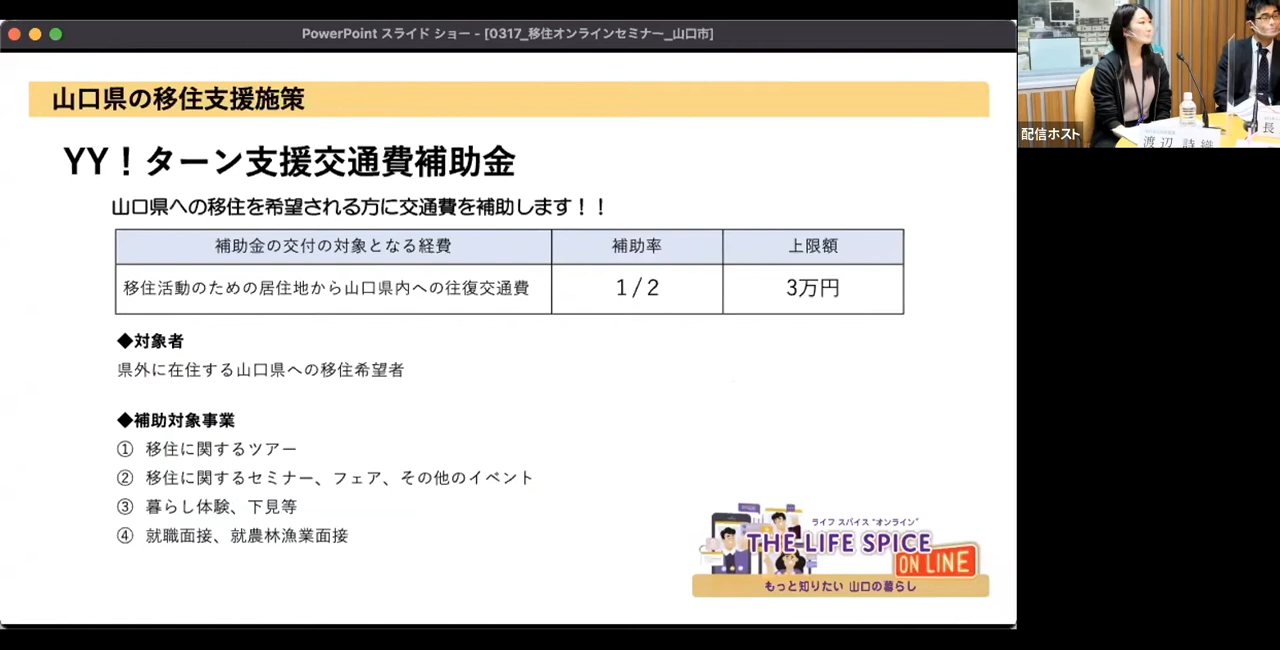 PowerPoint スライド ショー - [0317_移住オンラインセミナー_山口市]
山口県の移住支援施策
YY！ターン支援交通費補助金
山口県への移住を希望される方に交通費を補助します！！
補助金の交付の対象となる経費 補助率 上限額
移住活動のための居住地から山口県内への往復交通費 1/2 3万円
◆対象者
県外に在住する山口県への移住希望者
◆補助対象事業
① 移住に関するツアー
② 移住に関するセミナー、フェア、その他のイベント
③ 暮らし体験、下見等
④ 就職面接、就農林漁業面接
ライフ スパイス "オンライン"
THE LIFE SPICE
ON LINE
もっと知りたい 山口の暮らし
配信ホスト
渡辺 詩織
長